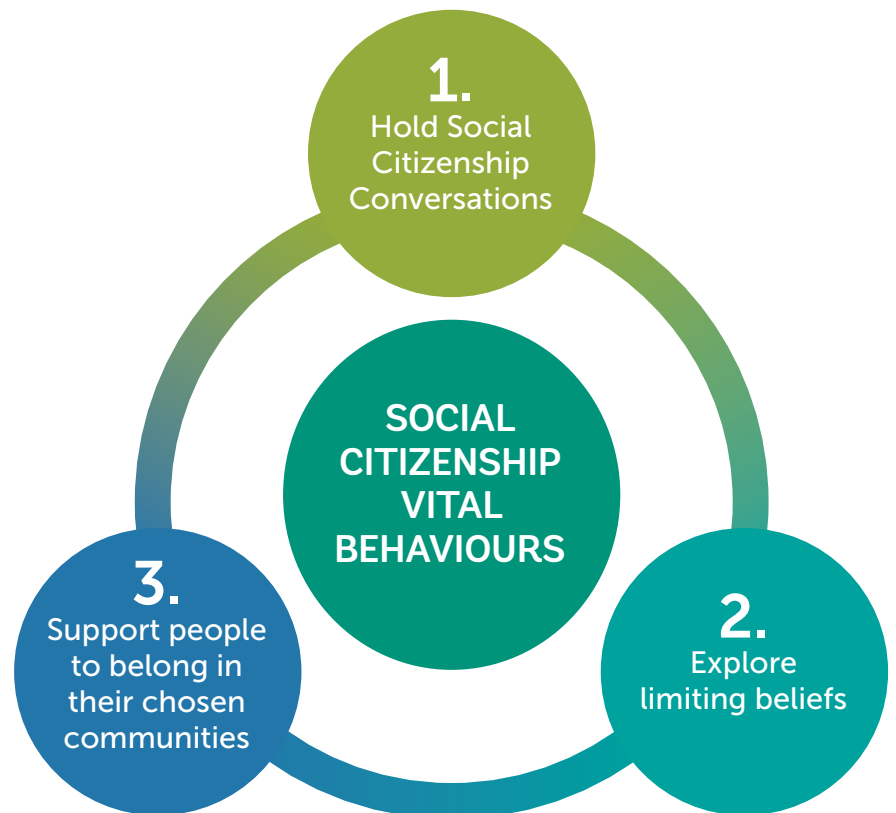 1.
Hold Social
Citizenship
Conversations
SOCIAL
CITIZENSHIP
VITAL
BEHAVIOURS
2.
Explore
limiting beliefs
3.
Support people
to belong in
their chosen
communities